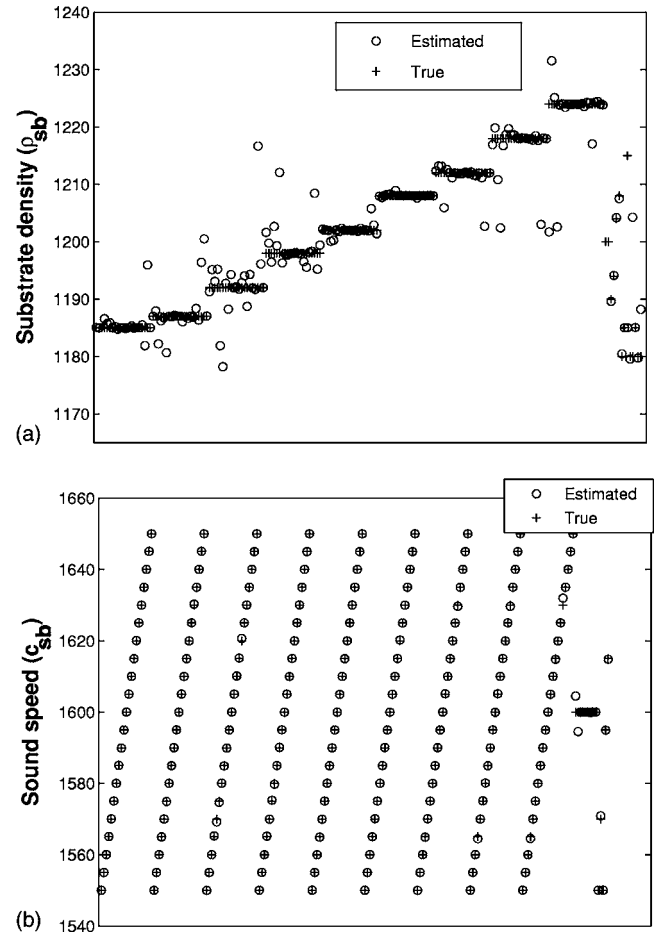 1240
1230
1220
1210
1200
1190
1180
1170
Substrate density (ρsb)
Estimated
True
(a)
1660
1640
1620
1600
1580
1560
1540
Sound speed (csb)
Estimated
True
(b)